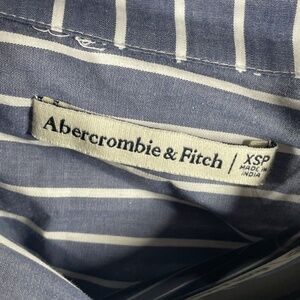 Abercrombie & Fitch | XSP
MADE IN
INDIA